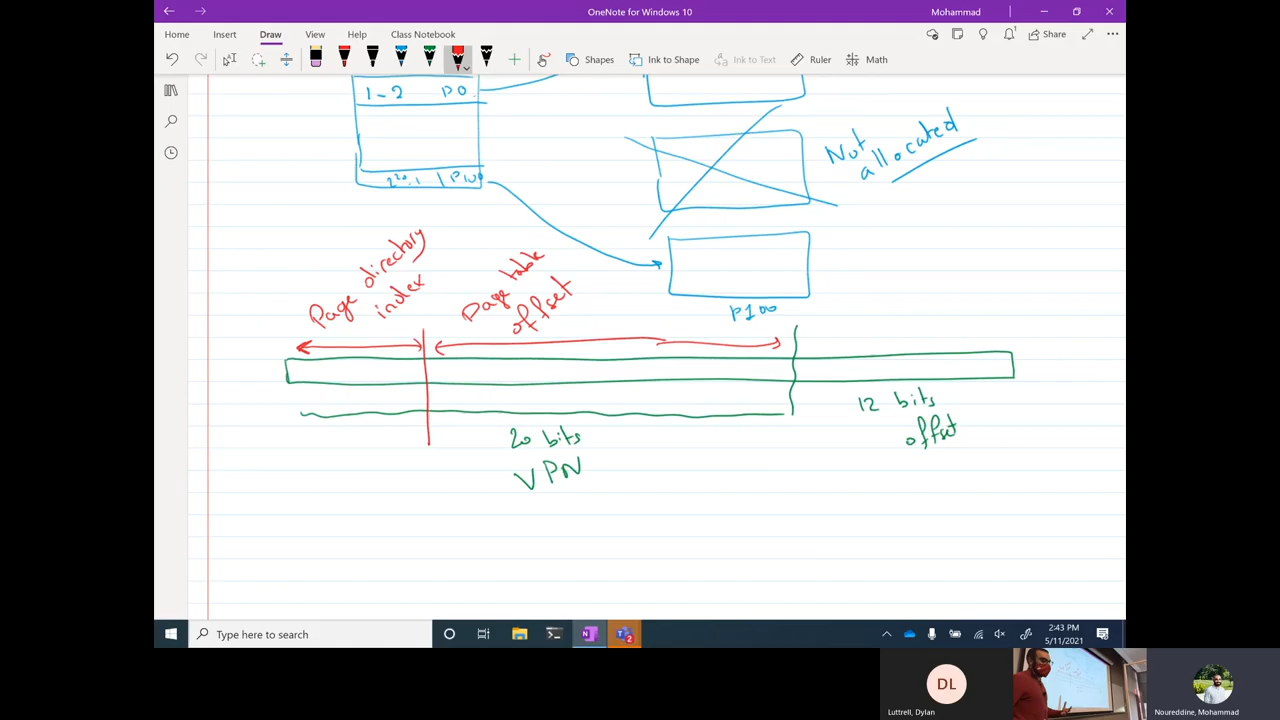 OneNote for Windows 10
Mohammad
Home Insert Draw View Help Class Notebook Share
Shapes Ink to Shape Ink to Text Ruler Math
1-2 P0
Not
allocated
P100
P100
Page directory
index
Page table
offset
12 bits
offset
20 bits
VPN
Type here to search
2:43 PM
5/11/2021
DL
Luttrell, Dylan
Noureddine, Mohammad